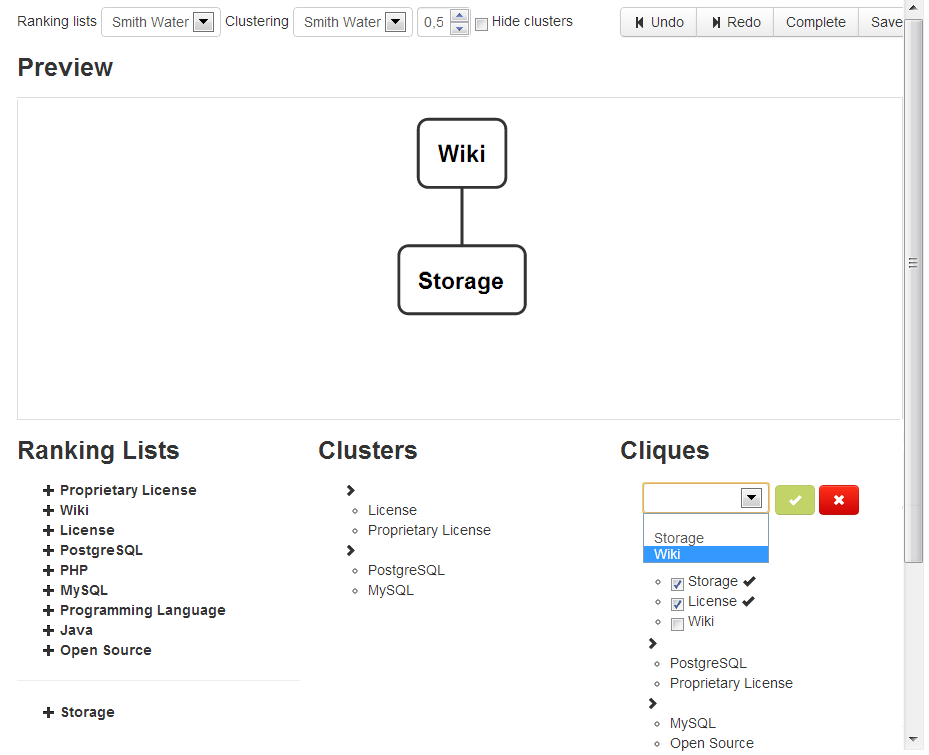 Ranking lists Smith Water Clustering Smith Water 0,5 Hide clusters Undo Redo Complete Save
Preview
Wiki
Storage
Ranking Lists
Proprietary License
Wiki
License
PostgreSQL
PHP
MySQL
Programming Language
Java
Open Source
Storage
Clusters
License
Proprietary License
PostgreSQL
MySQL
Cliques
Storage
Wiki
Storage
License
Wiki
PostgreSQL
Proprietary License
MySQL
Open Source